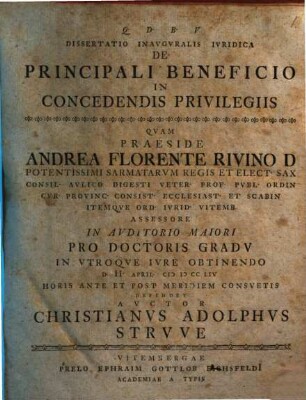 Q D B V
DISSERTATIO INAVGVRALIS IVRIDICA
DE
PRINCIPALI BENEFICIO
IN
CONCEDENDIS PRIVILEGIIS
QVAM
PRAESIDE
ANDREA FLORENTE RIVINO D
POTENTISSIMI SARMATARVM REGIS ET ELECT· SAX·
CONSIL· AVLICO DIGESTI VETER· PROF· PVBL· ORDIN
CVR PROVINC· CONSIST· ECCLESIAST· ET SCABIN
ITEMQVE ORD· IVRID· VITEMB·
ASSESSORE
IN AVDITORIO MAIORI
PRO DOCTORIS GRADV
IN VTROQVE IVRE OBTINENDO
D· II APRIL· CIↃ IↃ CC LIV
HORIS ANTE ET POST MERIDIEM CONSVETIS
DEFENDET
AVCTOR
CHRISTIANVS ADOLPHVS
STRVVE
VITEMBERGAE
PRELO EPHRAIM GOTTLOB EICHSFELDI
ACADEMIAE A TYPIS